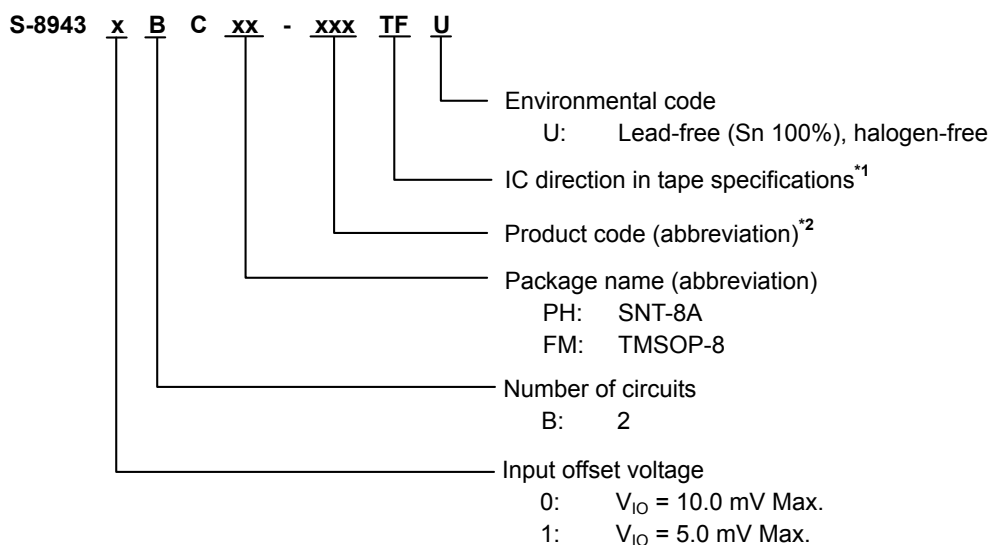 S-8943 x B C xx - xxx TF U
Environmental code
U: Lead-free (Sn 100%), halogen-free
IC direction in tape specifications*1
Product code (abbreviation)*2
Package name (abbreviation)
PH: SNT-8A
FM: TMSOP-8
Number of circuits
B: 2
Input offset voltage
0: VIO = 10.0 mV Max.
1: VIO = 5.0 mV Max.